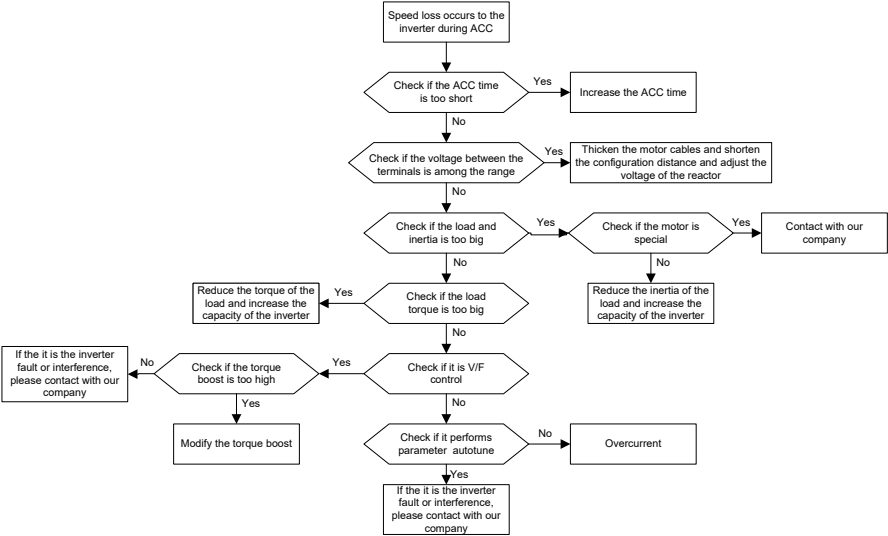 Speed loss occurs to the
inverter during ACC
Check if the ACC time
is too short
Yes
Increase the ACC time
No
Check if the voltage between the
terminals is among the range
Yes
Thicken the motor cables and shorten
the configuration distance and adjust the
voltage of the reactor
No
Check if the load and
inertia is too big
Yes
Check if the motor is
special
Yes
Contact with our
company
No
No
Reduce the torque of the
load and increase the
capacity of the inverter
Yes
Check if the load
torque is too big
Reduce the inertia of the
load and increase the
capacity of the inverter
No
If the it is the inverter
fault or interference,
please contact with our
company
No
Check if the torque
boost is too high
Yes
Check if it is V/F
control
Yes
No
Modify the torque boost
Check if it performs
parameter autotune
No
Overcurrent
Yes
If the it is the inverter
fault or interference,
please contact with our
company